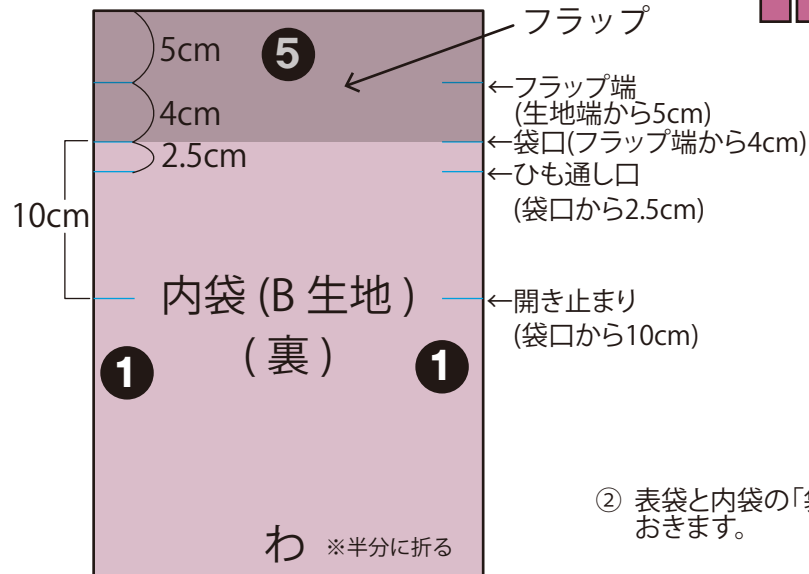 フラップ
5cm
❺
←フラップ端
(生地端から5cm)
4cm
←袋口(フラップ端から4cm)
2.5cm
←ひも通し口
(袋口から2.5cm)
10cm
内袋(B生地)
(裏)
←開き止まり
(袋口から10cm)
❶
❶
② 表袋と内袋の「
おきます。
わ ※半分に折る